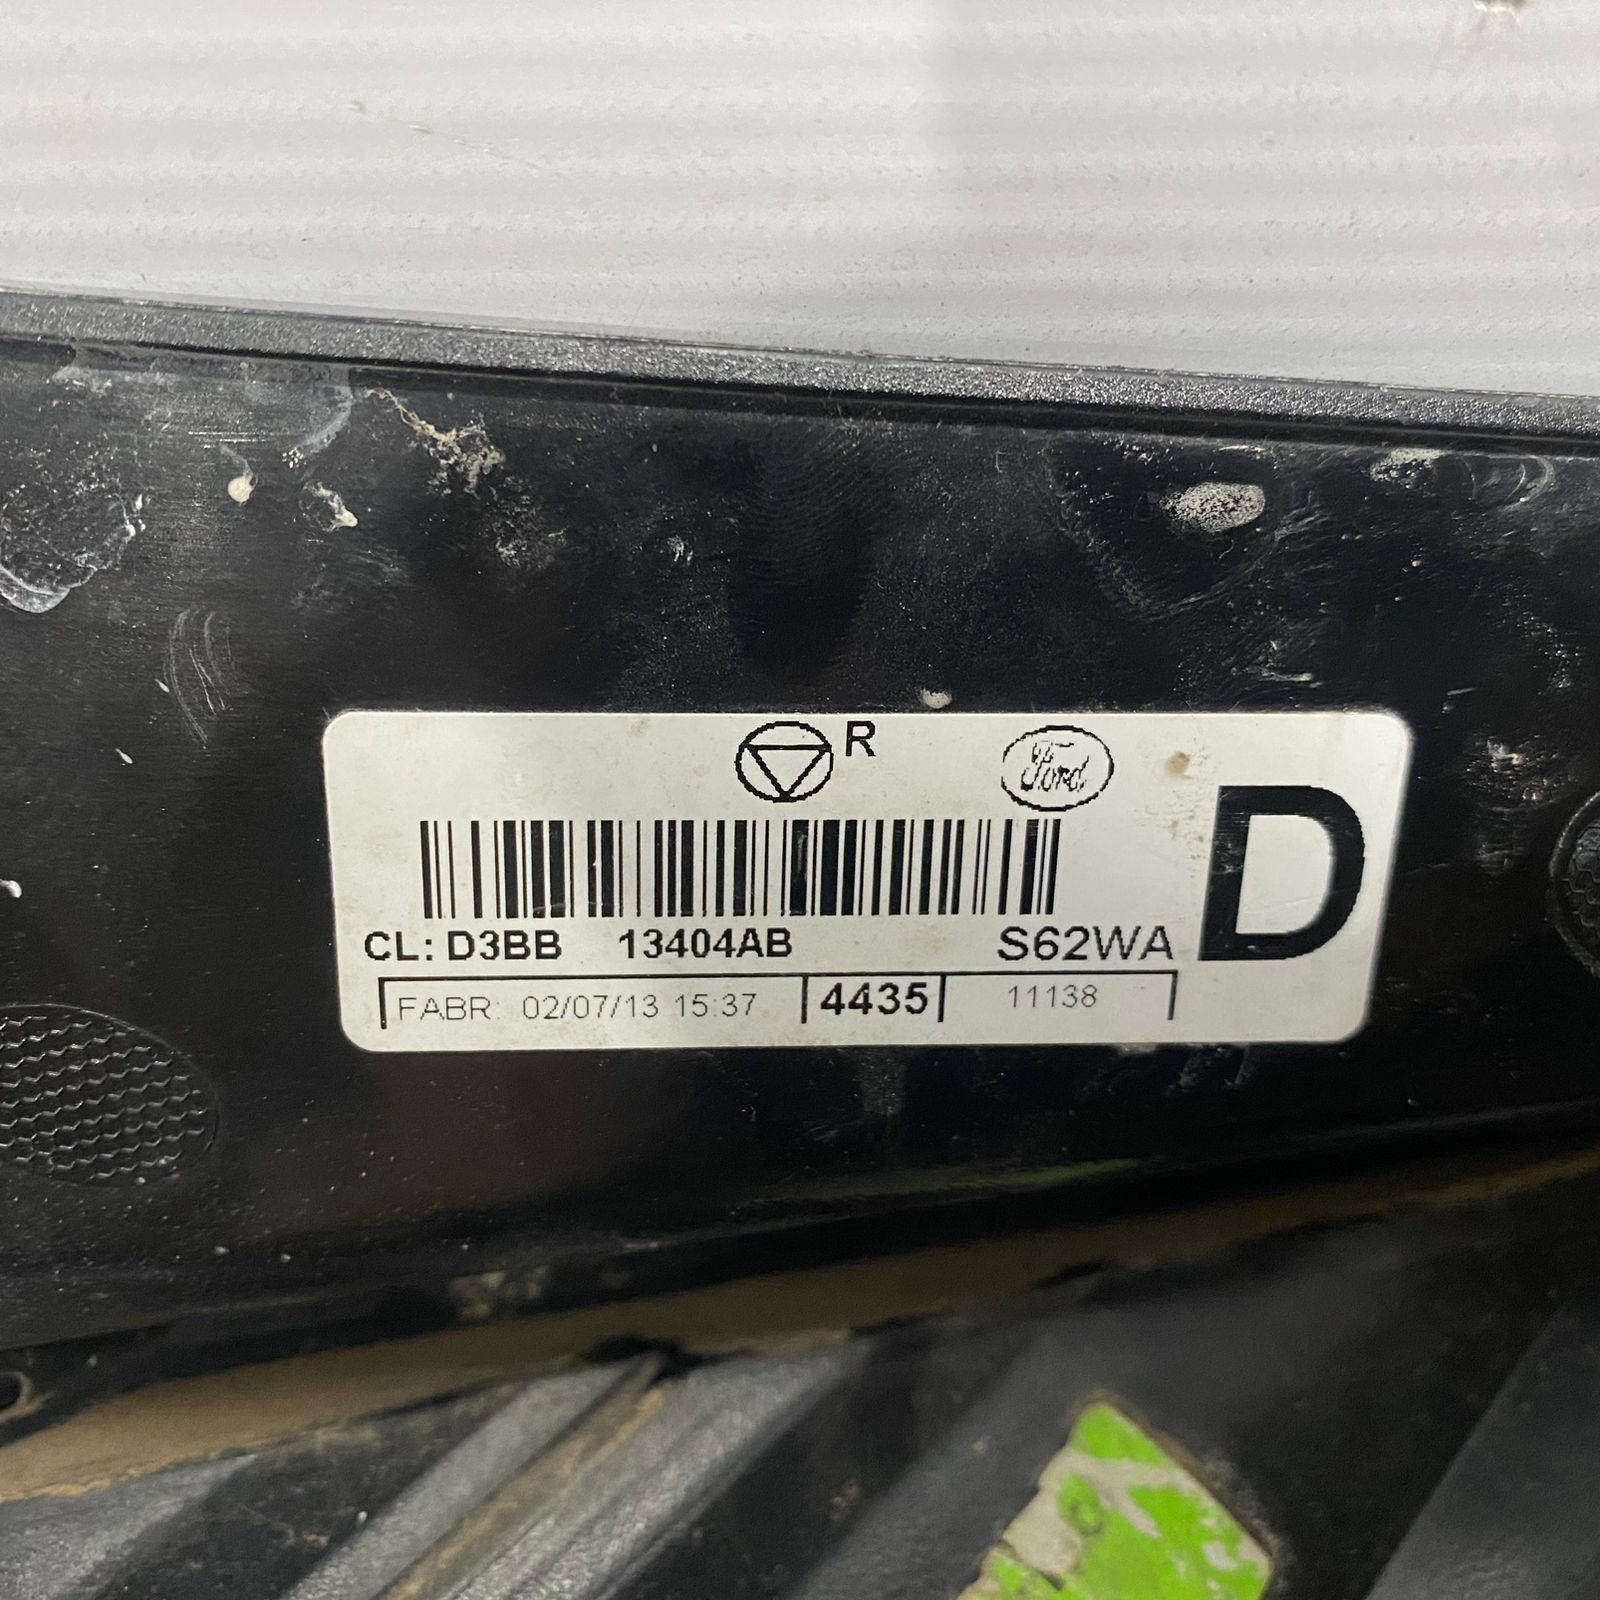 R
Ford
D
CL: D3BB 13404AB S62WA
FABR: 02/07/13 15:37 4435 11138